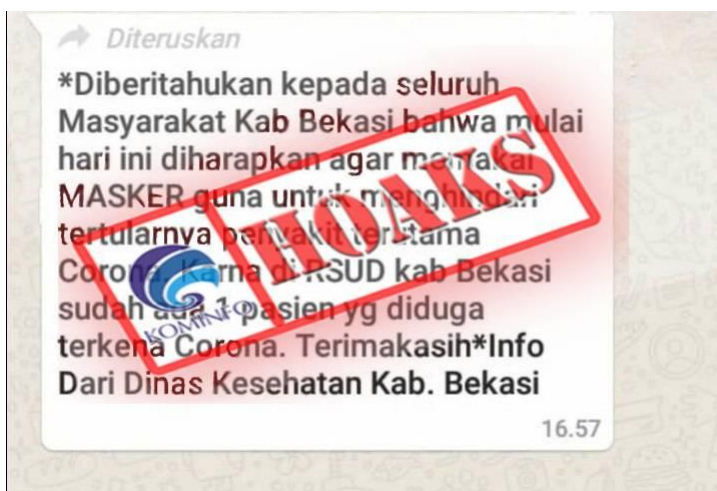 Diteruskan
*Diberitahukan kepada seluruh
Masyarakat Kab Bekasi bahwa mulai
hari ini diharapkan agar memakai
MASKER guna untuk menghindari
tertularnya penyakit terutama
Corona. Karna di RSUD kab Bekasi
sudah ada 1 pasien yg diduga
terkena Corona. Terimakasih*Info
Dari Dinas Kesehatan Kab. Bekasi
16.57
HOAKS
KOMINFO